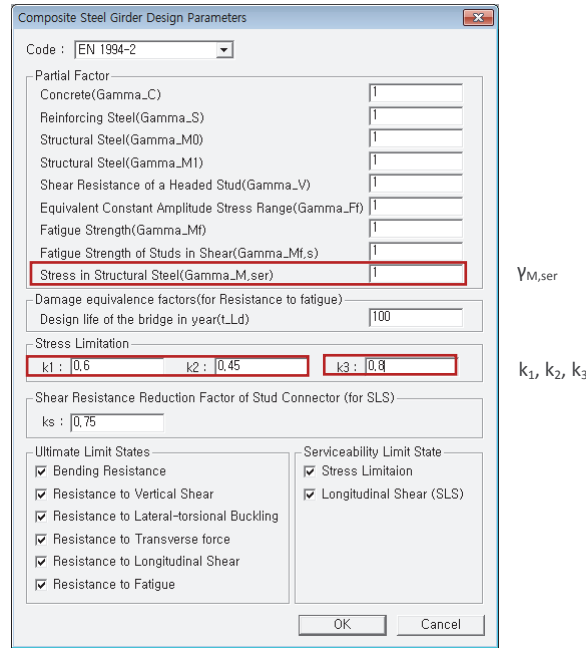 Composite Steel Girder Design Parameters
Code : EN 1994-2
Partial Factor
Concrete(Gamma_C) 1
Reinforcing Steel(Gamma_S) 1
Structural Steel(Gamma_M0) 1
Structural Steel(Gamma_M1) 1
Shear Resistance of a Headed Stud(Gamma_V) 1
Equivalent Constant Amplitude Stress Range(Gamma_Ff) 1
Fatigue Strength(Gamma_Mf) 1
Fatigue Strength of Studs in Shear(Gamma_Mf,s) 1
Stress in Structural Steel(Gamma_M,ser) 1 γM,ser
Damage equivalence factors(for Resistance to fatigue)
Design life of the bridge in year(t_Ld) 100
Stress Limitation
k1 : 0,6 k2 : 0,45 k3 : 0,8 k1, k2, k3
Shear Resistance Reduction Factor of Stud Connector (for SLS)
ks : 0,75
Ultimate Limit States Serviceability Limit State
Bending Resistance Stress Limitaion
Resistance to Vertical Shear Longitudinal Shear (SLS)
Resistance to Lateral-torsional Buckling
Resistance to Transverse force
Resistance to Longitudinal Shear
Resistance to Fatigue
OK Cancel